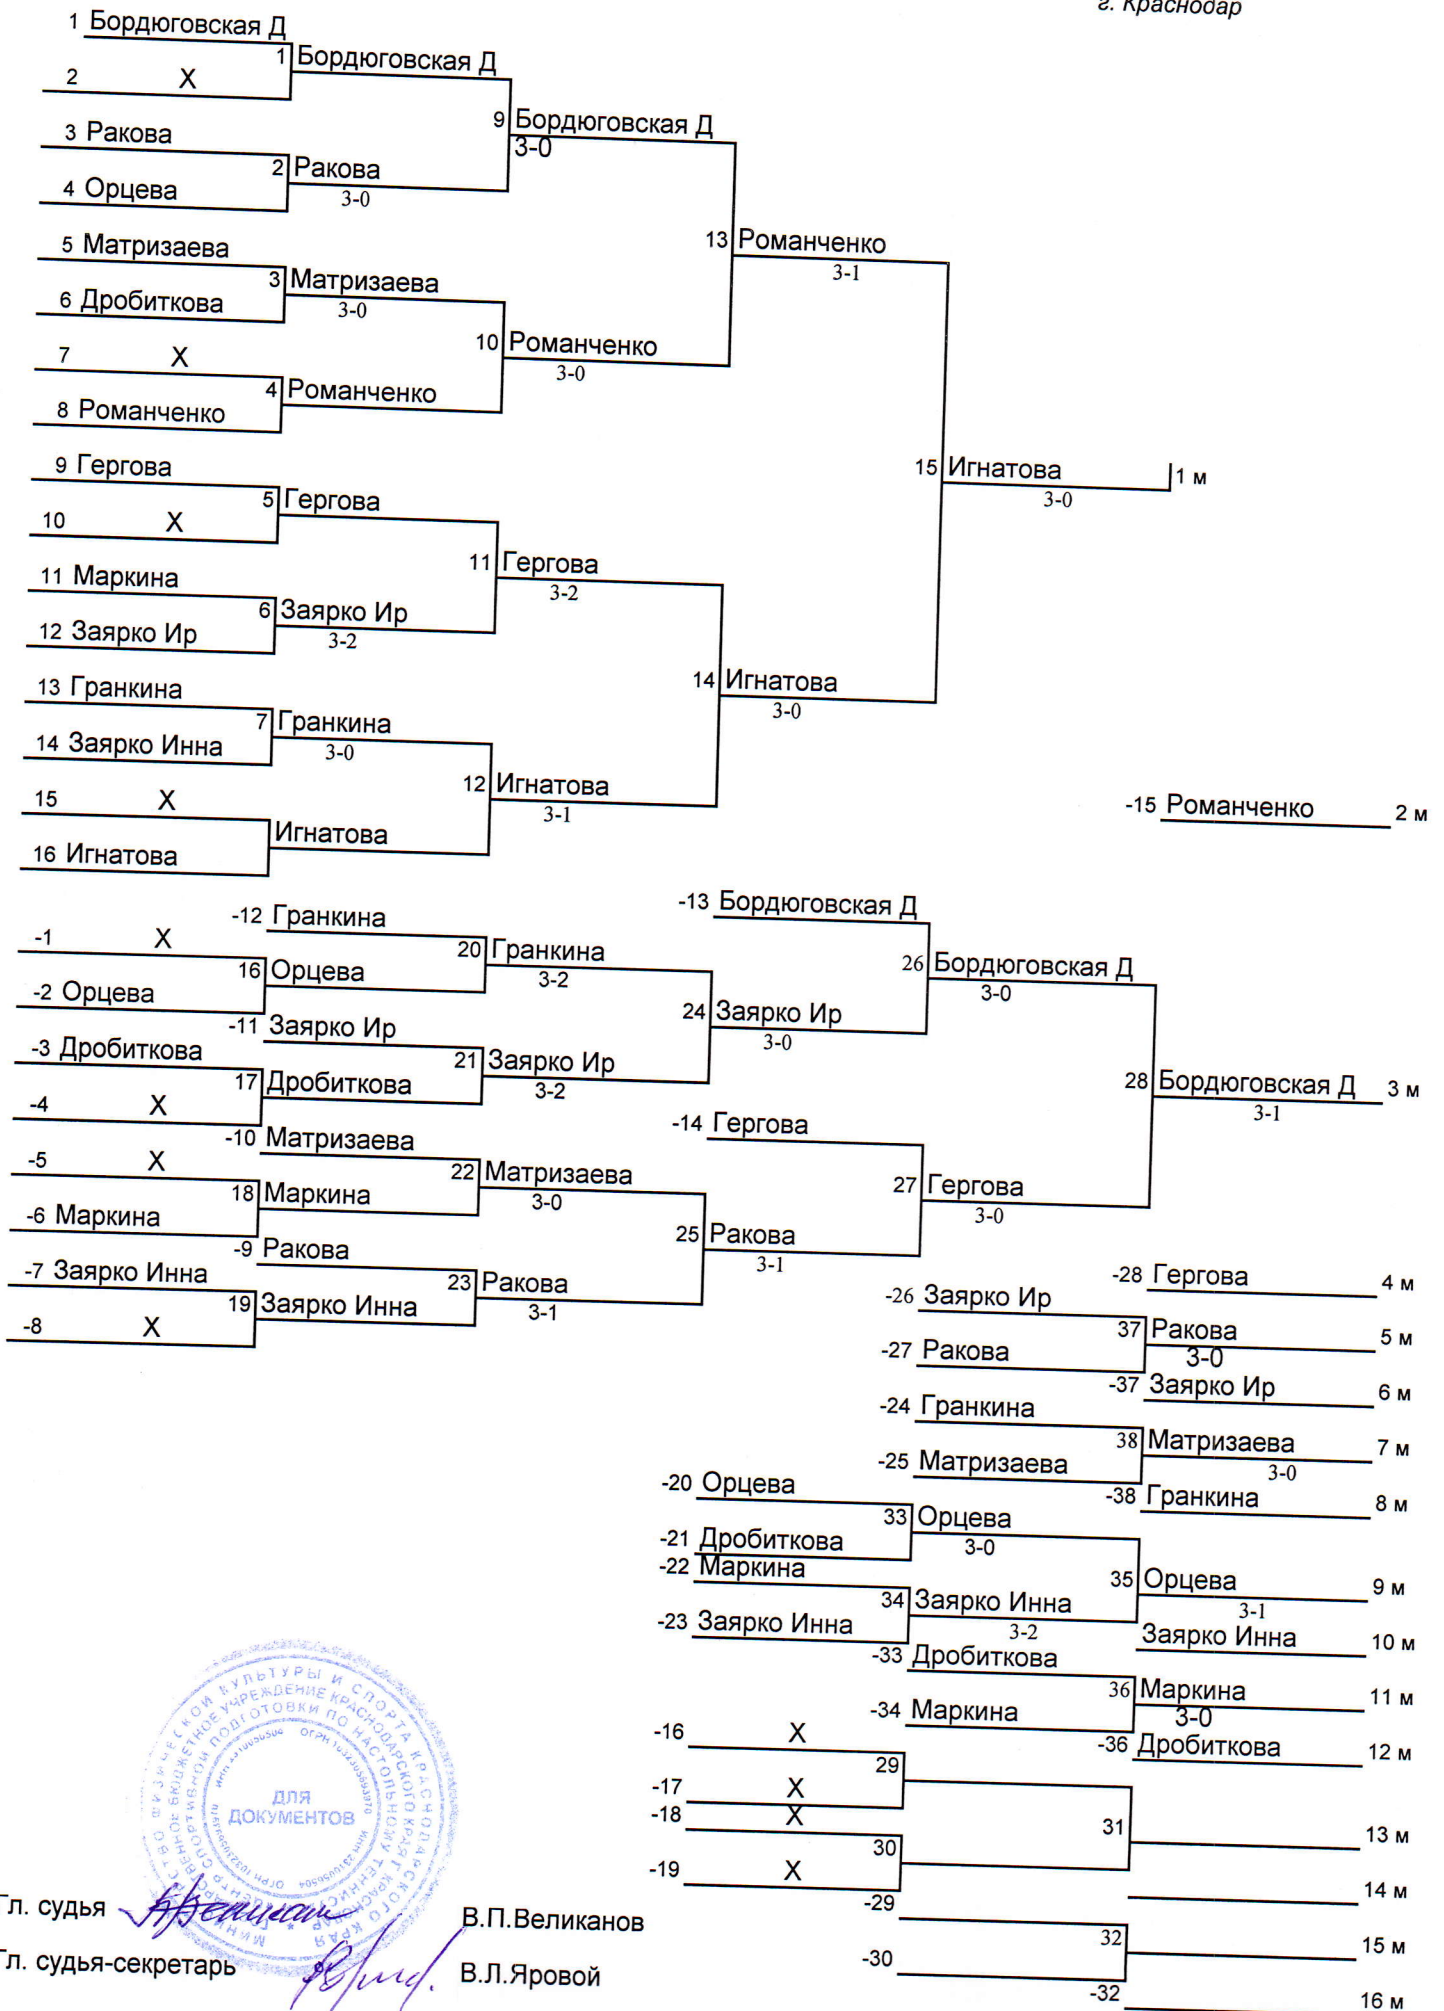 г. Краснодар
1 Бордюговская Д
1 Бордюговская Д
2 X
9 Бордюговская Д
3-0
3 Ракова
2 Ракова
3-0
4 Орцева
5 Матризаева
13 Романченко
3-1
3 Матризаева
3-0
6 Дробиткова
10 Романченко
3-0
7 X
4 Романченко
8 Романченко
9 Гергова
15 Игнатова
3-0
1 м
5 Гергова
10 X
11 Гергова
3-2
11 Маркина
6 Заярко Ир
3-2
12 Заярко Ир
13 Гранкина
14 Игнатова
3-0
7 Гранкина
3-0
14 Заярко Инна
12 Игнатова
3-1
15 X
-15 Романченко 2 м
Игнатова
16 Игнатова
-13 Бордюговская Д
-12 Гранкина
-1 X
20 Гранкина
3-2
26 Бордюговская Д
3-0
16 Орцева
-2 Орцева
24 Заярко Ир
3-0
-11 Заярко Ир
-3 Дробиткова
21 Заярко Ир
3-2
17 Дробиткова
28 Бордюговская Д 3 м
3-1
-4 X
-14 Гергова
-10 Матризаева
-5 X
22 Матризаева
3-0
27 Гергова
3-0
18 Маркина
-6 Маркина
25 Ракова
3-1
-9 Ракова
-7 Заярко Инна
23 Ракова
3-1
-28 Гергова 4 м
19 Заярко Инна
-26 Заярко Ир
-8 X
37 Ракова 5 м
3-0
-27 Ракова
-37 Заярко Ир 6 м
-24 Гранкина
38 Матризаева 7 м
3-0
-25 Матризаева
-20 Орцева
-38 Гранкина 8 м
33 Орцева
3-0
-21 Дробиткова
-22 Маркина
35 Орцева 9 м
3-1
34 Заярко Инна
3-2
-23 Заярко Инна
Заярко Инна 10 м
-33 Дробиткова
36 Маркина 11 м
3-0
-34 Маркина
-16 X
-36 Дробиткова 12 м
29
-17 X
-18 X
31
13 м
30
-19 X
14 м
-29
32
15 м
-30
-32
16 м
ДЛЯ
ДОКУМЕНТОВ
Гл. судья В.П.Великанов
Гл. судья-секретарь В.Л.Яровой